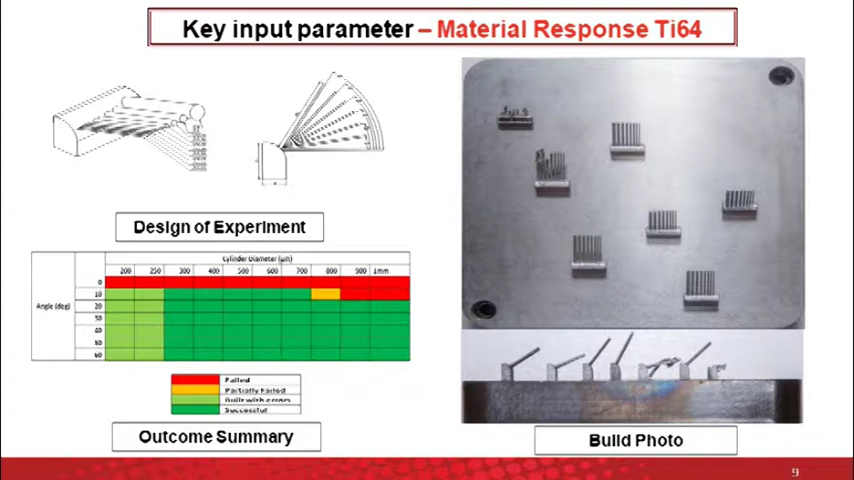 Key input parameter – Material Response Ti64
Design of Experiment
Cylinder Diameter (μm)
200 250 300 400 500 600 700 800 900 1mm
Angle (deg)
0
10
20
30
40
60
Failed
Partially Failed
Built with errors
Successful
Outcome Summary
Build Photo
9